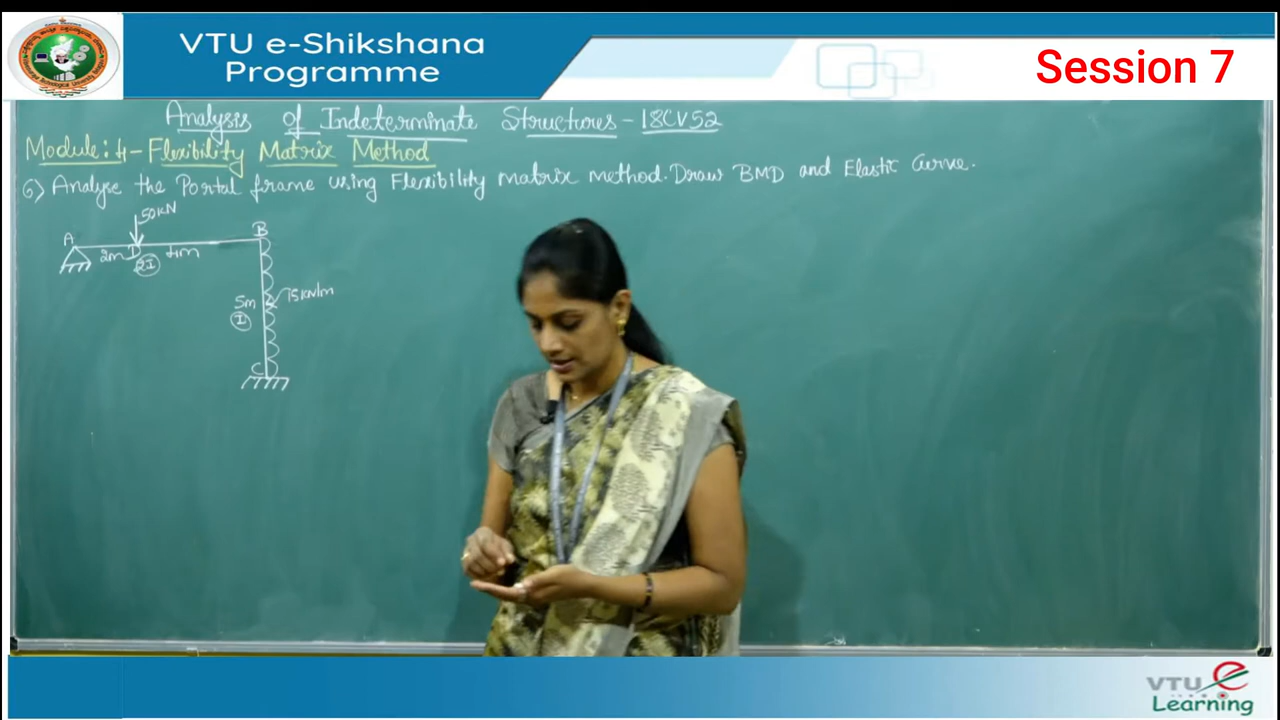 VTU e-Shikshana
Programme
Session 7
Analysis of Indeterminate Structures - 18CV52
Module: 4 - Flexibility Matrix Method
6) Analyse the Portal frame using Flexibility matrix method. Draw BMD and Elastic Curve.
50KN
A
B
2m D 4m
2I
5m
15KN/m
I
C
VTU e
Learning